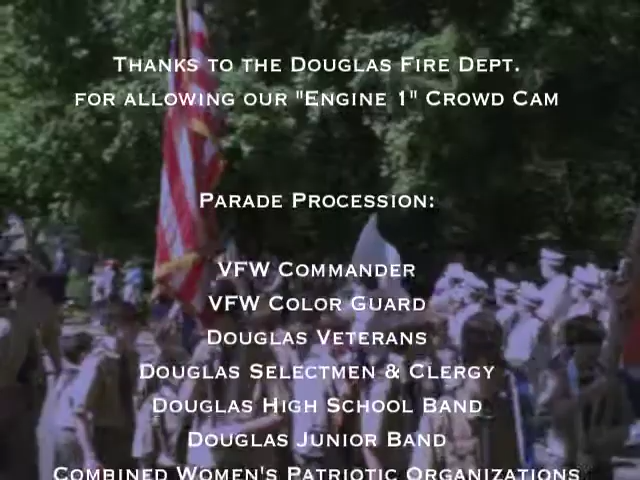 THANKS TO THE DOUGLAS FIRE DEPT.
FOR ALLOWING OUR "ENGINE 1" CROWD CAM
PARADE PROCESSION:
VFW COMMANDER
VFW COLOR GUARD
DOUGLAS VETERANS
DOUGLAS SELECTMEN & CLERGY
DOUGLAS HIGH SCHOOL BAND
DOUGLAS JUNIOR BAND
COMBINED WOMEN'S PATRIOTIC ORGANIZATIONS